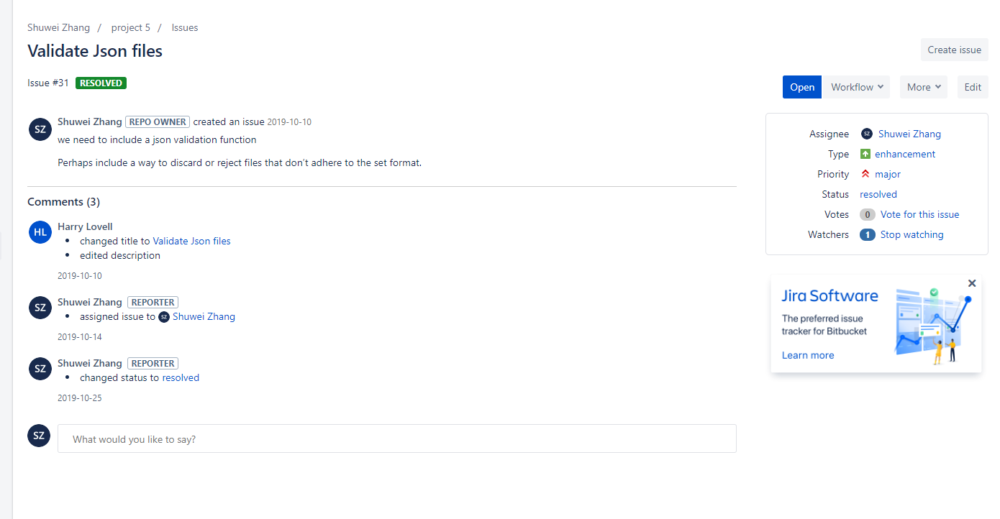 Shuwei Zhang / project 5 / Issues
Validate Json files
Create issue
Issue #31 RESOLVED
Open Workflow More Edit
SZ Shuwei Zhang REPO OWNER created an issue 2019-10-10
we need to include a json validation function
Perhaps include a way to discard or reject files that don’t adhere to the set format.
Assignee SZ Shuwei Zhang
Type enhancement
Priority major
Status resolved
Votes 0 Vote for this issue
Watchers 1 Stop watching
Comments (3)
HL Harry Lovell
• changed title to Validate Json files
• edited description
2019-10-10
SZ Shuwei Zhang REPORTER
• assigned issue to SZ Shuwei Zhang
2019-10-14
SZ Shuwei Zhang REPORTER
• changed status to resolved
2019-10-25
SZ What would you like to say?
Jira Software
The preferred issue
tracker for Bitbucket
Learn more